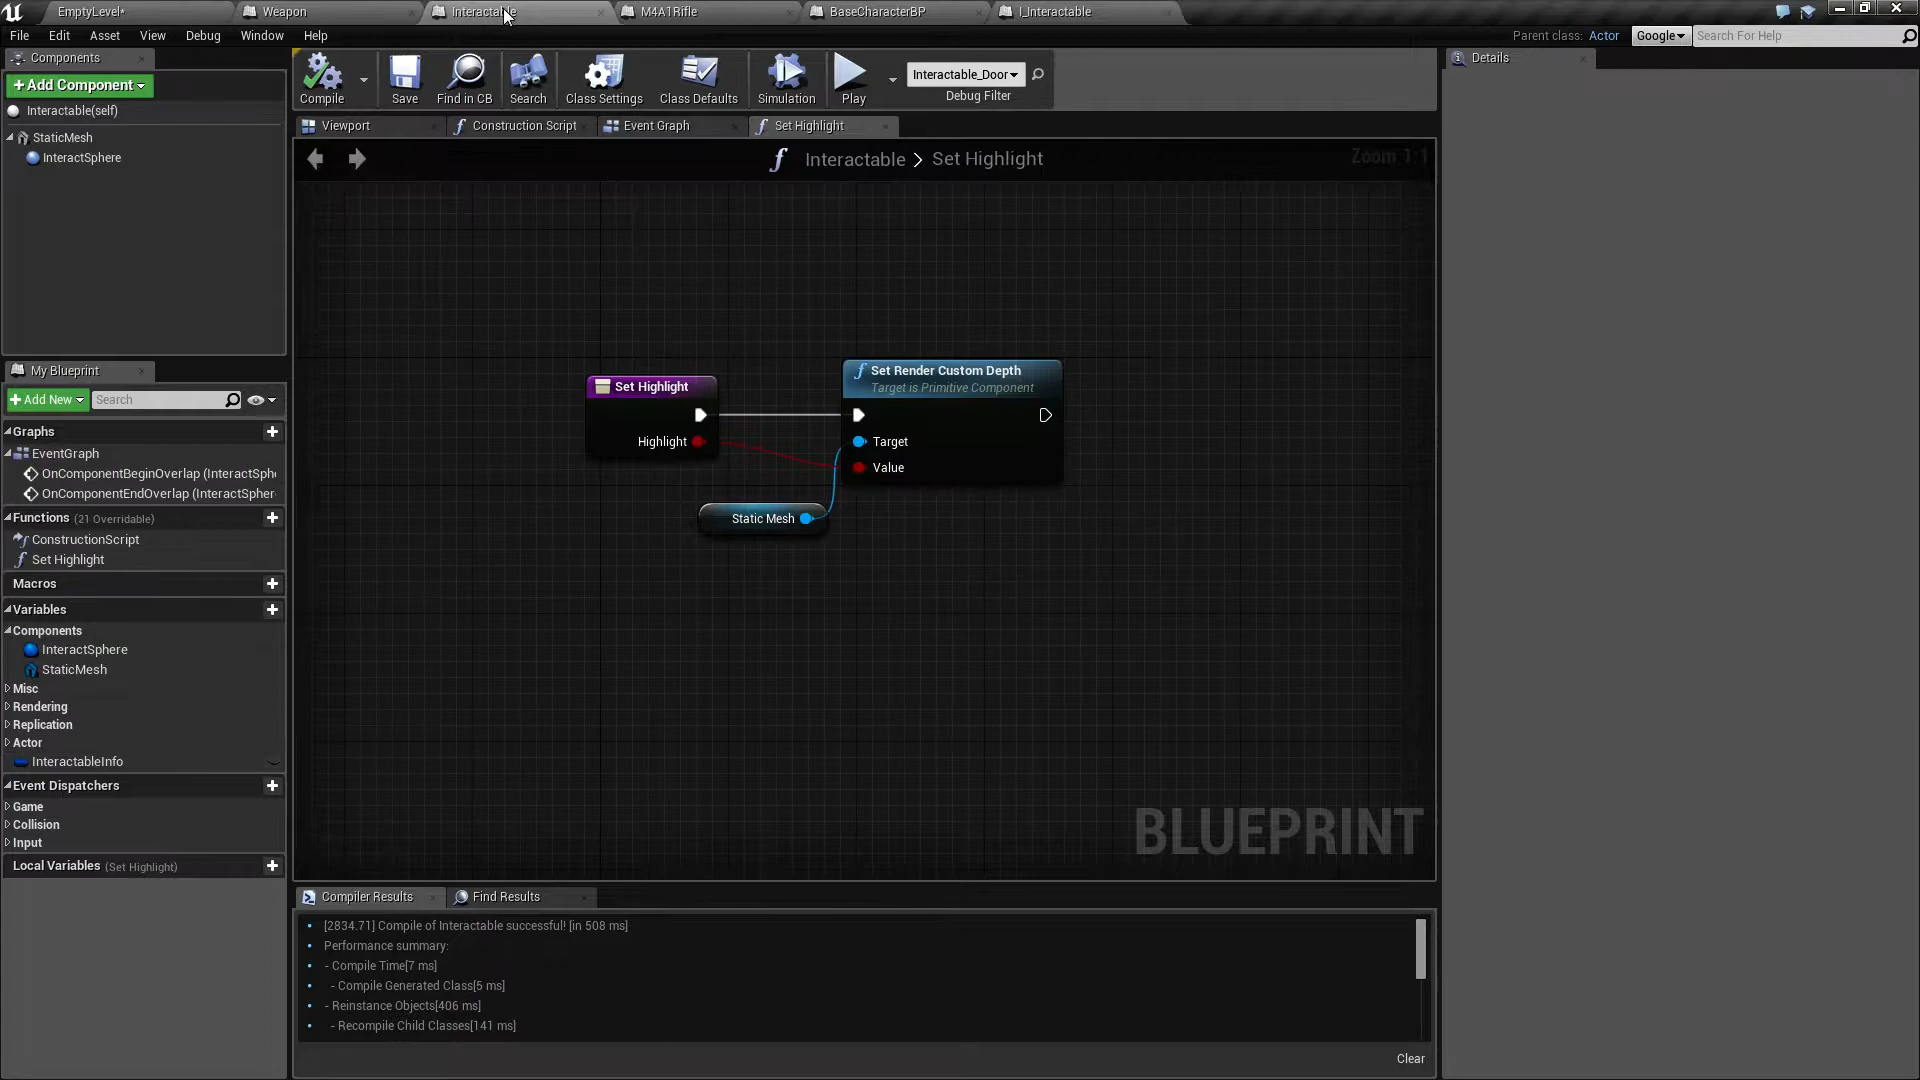 EmptyLevel*
Weapon
Interactable
M4A1Rifle
BaseCharacterBP
I_Interactable
File Edit Asset View Debug Window Help
Parent class: Actor
Google
Search For Help
Components
+Add Component
Interactable(self)
StaticMesh
InteractSphere
Compile
Save
Find in CB
Search
Class Settings
Class Defaults
Simulation
Play
Interactable_Door
Debug Filter
Details
Viewport
Construction Script
Event Graph
Set Highlight
Interactable > Set Highlight
Zoom 1:1
Set Highlight
Highlight
Set Render Custom Depth
Target is Primitive Component
Target
Value
Static Mesh
BLUEPRINT
My Blueprint
+Add New
Search
Graphs
EventGraph
OnComponentBeginOverlap (InteractSph
OnComponentEndOverlap (InteractSpher
Functions (21 Overridable)
ConstructionScript
Set Highlight
Macros
Variables
Components
InteractSphere
StaticMesh
Misc
Rendering
Replication
Actor
InteractableInfo
Event Dispatchers
Game
Collision
Input
Local Variables (Set Highlight)
Compiler Results
Find Results
[2834.71] Compile of Interactable successful! [in 508 ms]
Performance summary:
- Compile Time[7 ms]
- Compile Generated Class[5 ms]
- Reinstance Objects[406 ms]
- Recompile Child Classes[141 ms]
Clear